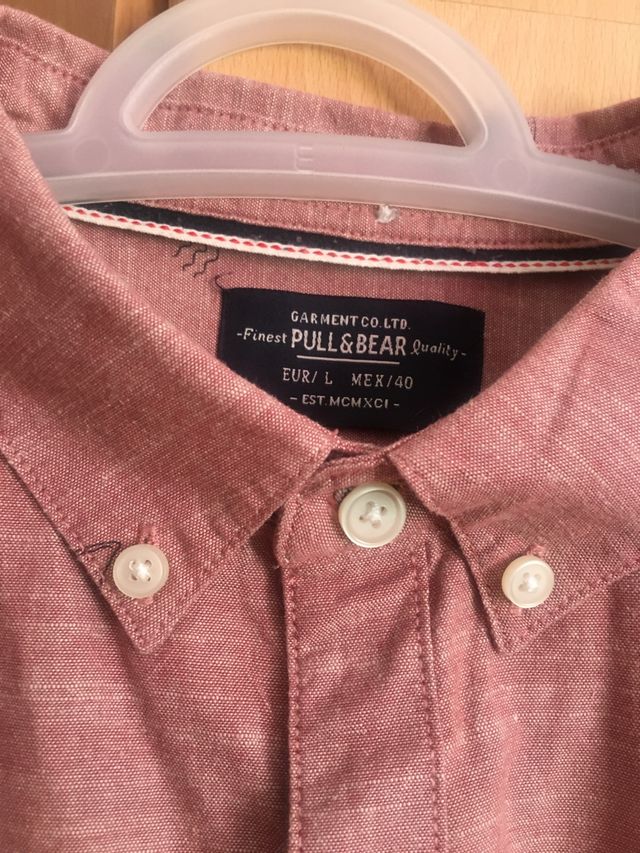 GARMENT CO. LTD.
-Finest PULL&BEAR Quality-
EUR/ L MEX/40
- EST. MCMXCI -